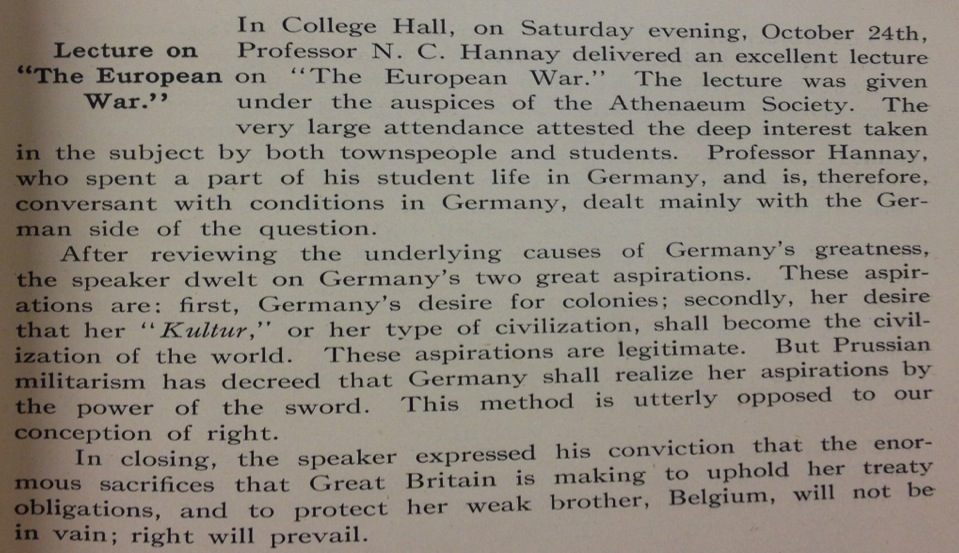 Lecture on
"The European
War."
In College Hall, on Saturday evening, October 24th,
Professor N. C. Hannay delivered an excellent lecture
on "The European War." The lecture was given
under the auspices of the Athenaeum Society. The
very large attendance attested the deep interest taken
in the subject by both townspeople and students. Professor Hannay,
who spent a part of his student life in Germany, and is, therefore,
conversant with conditions in Germany, dealt mainly with the Ger-
man side of the question.
After reviewing the underlying causes of Germany's greatness,
the speaker dwelt on Germany's two great aspirations. These aspir-
ations are: first, Germany's desire for colonies; secondly, her desire
that her "Kultur," or her type of civilization, shall become the civil-
ization of the world. These aspirations are legitimate. But Prussian
militarism has decreed that Germany shall realize her aspirations by
the power of the sword. This method is utterly opposed to our
conception of right.
In closing, the speaker expressed his conviction that the enor-
mous sacrifices that Great Britain is making to uphold her treaty
obligations, and to protect her weak brother, Belgium, will not be
in vain; right will prevail.